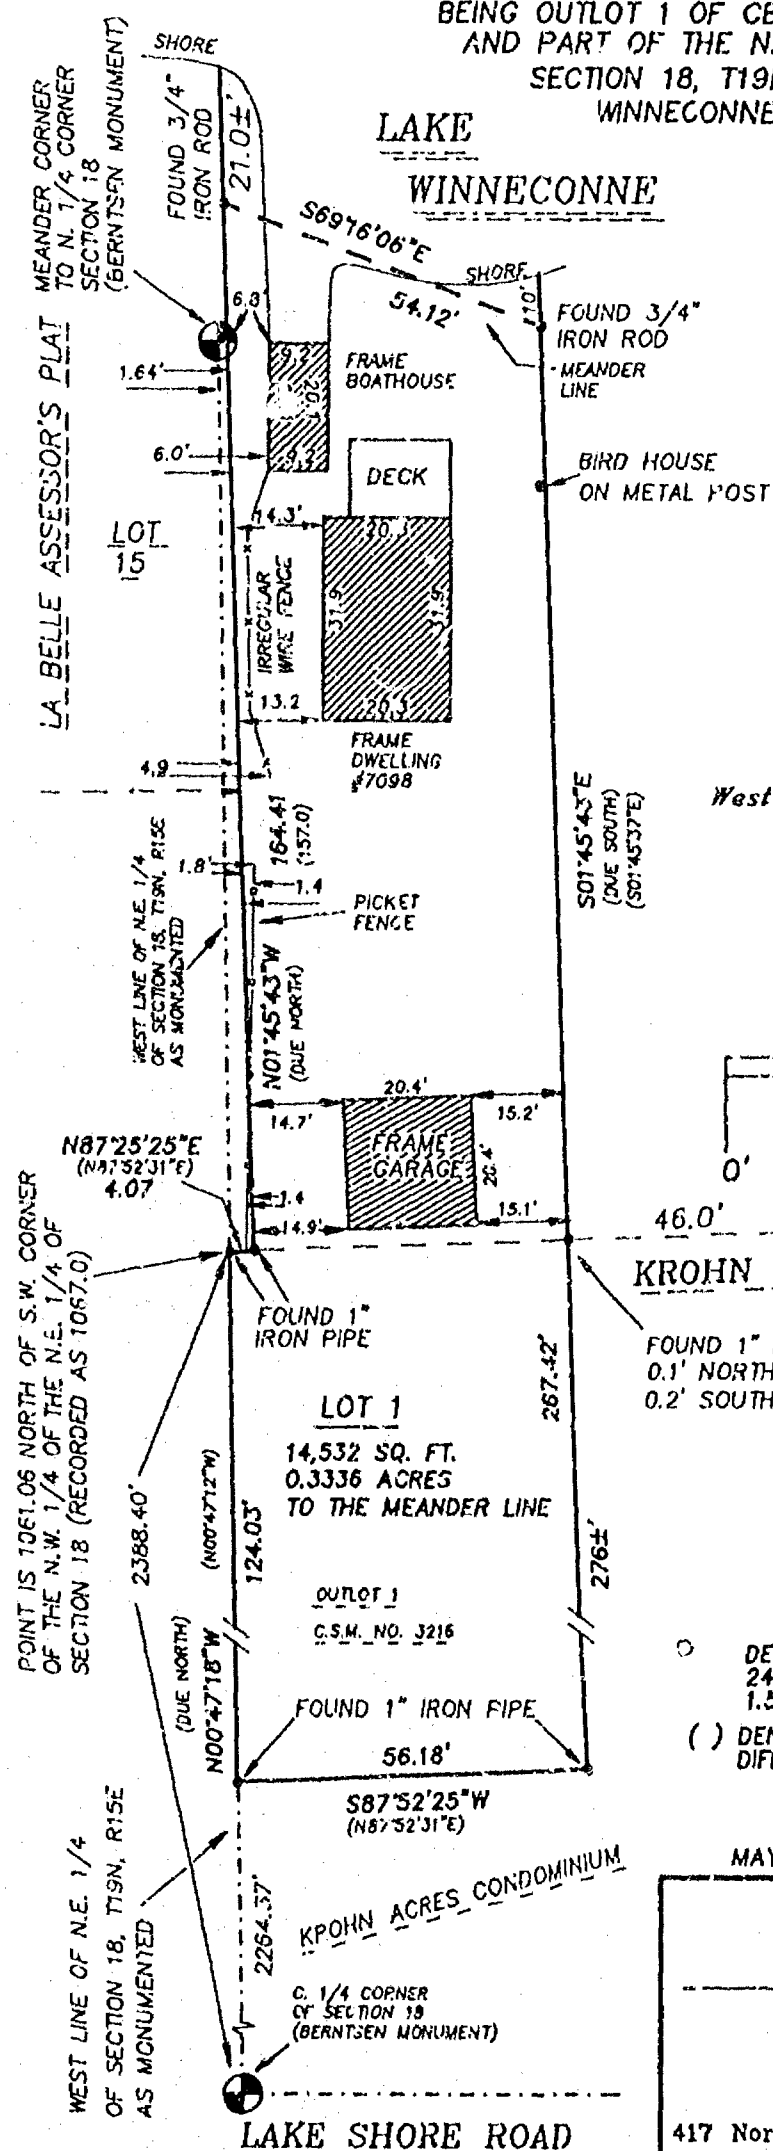 BEING OUTLOT 1 OF CE
AND PART OF THE N.
SECTION 18, T19
WINNECONNE
SHORE
MEANDER CORNER
TO N. 1/4 CORNER
SECTION 18
(BERNTSEN MONUMENT)
FOUND 3/4"
IRON ROD
21.0±'
LAKE
WINNECONNE
S69°16'06"E
54.12'
SHORE
±10'
FOUND 3/4"
IRON ROD
MEANDER
LINE
6.8'
9.2
FRAME
BOATHOUSE
9.2
1.64'
6.0'
BIRD HOUSE
ON METAL POST
LA BELLE ASSESSOR'S PLAT
LOT
15
DECK
14.3'
20.3
IRREGULAR
WIRE FENCE
31.9
31.9
13.2
20.3
FRAME
DWELLING
#7098
4.9
164.41
(157.0)
West
S01°45'43"E
(DUE SOUTH)
(S01°45'37"E)
1.8'
1.4
PICKET
FENCE
WEST LINE OF N.E. 1/4
OF SECTION 18, T19N, R15E
AS MONUMENTED
N01°45'43"W
(DUE NORTH)
20.4'
14.7'
15.2'
FRAME
GARAGE
26.4'
N87°25'25"E
(N87°52'31"E)
4.07
1.4
14.9'
15.1'
0'
46.0'
KROHN
POINT IS 1061.06 NORTH OF S.W. CORNER
OF THE N.W. 1/4 OF THE N.E. 1/4 OF
SECTION 18 (RECORDED AS 1067.0)
FOUND 1"
IRON PIPE
FOUND 1"
0.1' NORTH
0.2' SOUTH
267.42'
LOT 1
14,532 SQ. FT.
0.3336 ACRES
TO THE MEANDER LINE
2388.40'
(N00°47'12"W)
124.03'
276±'
OUTLOT 1
C.S.M. NO. 3216
(DUE NORTH)
N00°47'18"W
FOUND 1" IRON PIPE
56.18'
S87°52'25"W
(N87°52'31"E)
DE
24
1.5
( ) DEN
DIF
WEST LINE OF N.E. 1/4
OF SECTION 18, T19N, R15E
AS MONUMENTED
2264.37'
KROHN ACRES CONDOMINIUM
MAY
C. 1/4 CORNER
OF SECTION 18
(BERNTSEN MONUMENT)
LAKE SHORE ROAD
417 Nor